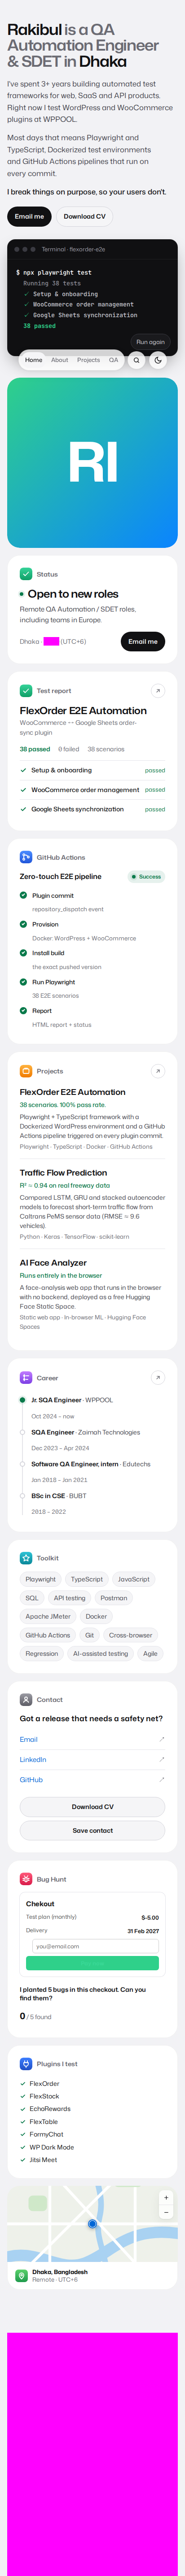 Rakibul is a QA
Automation Engineer
& SDET in Dhaka
I've spent 3+ years building automated test
frameworks for web, SaaS and API products.
Right now I test WordPress and WooCommerce
plugins at WPPOOL.
Most days that means Playwright and
TypeScript, Dockerized test environments
and GitHub Actions pipelines that run on
every commit.
I break things on purpose, so your users don't.
Email me
Download CV
Terminal · flexorder-e2e
$ npx playwright test
Running 38 tests
✓ Setup & onboarding
✓ WooCommerce order management
✓ Google Sheets synchronization
38 passed
Run again
Home
About
Projects
QA
RI
Status
Open to new roles
Remote QA Automation / SDET roles,
including teams in Europe.
Dhaka · (UTC+6)
Email me
Test report
FlexOrder E2E Automation
WooCommerce ↔ Google Sheets order-
sync plugin
38 passed
0 failed
38 scenarios
Setup & onboarding passed
WooCommerce order management passed
Google Sheets synchronization passed
GitHub Actions
Zero-touch E2E pipeline
Success
Plugin commit
repository_dispatch event
Provision
Docker: WordPress + WooCommerce
Install build
the exact pushed version
Run Playwright
38 E2E scenarios
Report
HTML report + status
Projects
FlexOrder E2E Automation
38 scenarios. 100% pass rate.
Playwright + TypeScript framework with a
Dockerized WordPress environment and a GitHub
Actions pipeline triggered on every plugin commit.
Playwright · TypeScript · Docker · GitHub Actions
Traffic Flow Prediction
R² ≈ 0.94 on real freeway data
Compared LSTM, GRU and stacked autoencoder
models to forecast short-term traffic flow from
Caltrans PeMS sensor data (RMSE ≈ 9.6
vehicles).
Python · Keras · TensorFlow · scikit-learn
AI Face Analyzer
Runs entirely in the browser
A face-analysis web app that runs in the browser
with no backend, deployed as a free Hugging
Face Static Space.
Static web app · In-browser ML · Hugging Face
Spaces
Career
Jr. SQA Engineer · WPPOOL
Oct 2024 – now
SQA Engineer · Zaimah Technologies
Dec 2023 – Apr 2024
Software QA Engineer, intern · Edutechs
Jan 2018 – Jan 2021
BSc in CSE · BUBT
2018 – 2022
Toolkit
Playwright
TypeScript
JavaScript
SQL
API testing
Postman
Apache JMeter
Docker
GitHub Actions
Git
Cross-browser
Regression
AI-assisted testing
Agile
Contact
Got a release that needs a safety net?
Email
LinkedIn
GitHub
Download CV
Save contact
Bug Hunt
Chekout
Test plan (monthly) $-5.00
Delivery 31 Feb 2027
you@email.com
I planted 5 bugs in this checkout. Can you
find them?
0 / 5 found
Plugins I test
FlexOrder
FlexStock
EchoRewards
FlexTable
FormyChat
WP Dark Mode
Jitsi Meet
+
−
Dhaka, Bangladesh
Remote · UTC+6